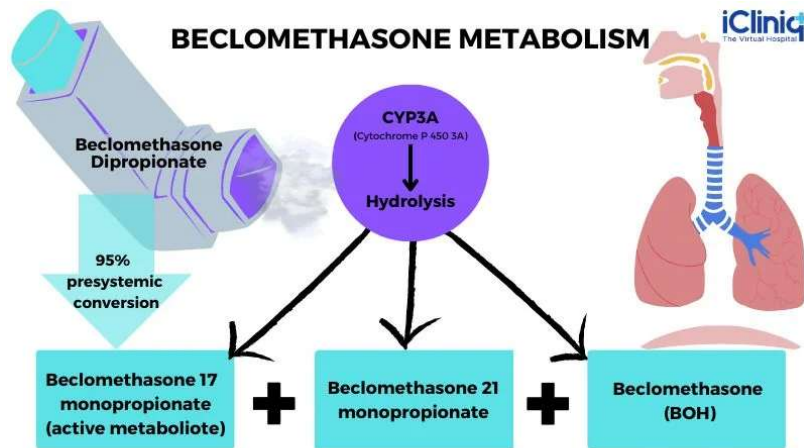 BECLOMETHASONE METABOLISM
iCliniq
The Virtual Hospital
Beclomethasone
Dipropionate
CYP3A
(Cytochrome P 450 3A)
Hydrolysis
95%
presystemic
conversion
Beclomethasone 17
monopropionate
(active metaboliote)
Beclomethasone 21
monopropionate
Beclomethasone
(BOH)